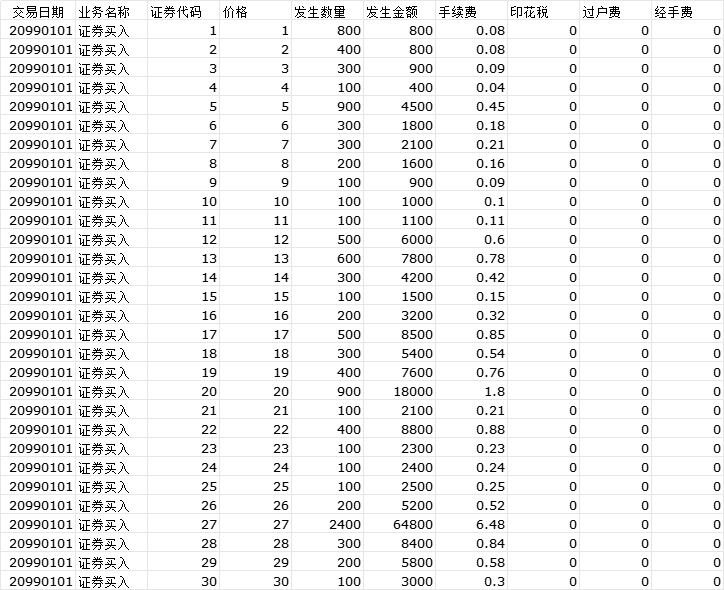 交易日期 业务名称 证券代码 价格 发生数量 发生金额 手续费 印花税 过户费 经手费
20990101 证券买入 1 1 800 800 0.08 0 0 0
20990101 证券买入 2 2 400 800 0.08 0 0 0
20990101 证券买入 3 3 300 900 0.09 0 0 0
20990101 证券买入 4 4 100 400 0.04 0 0 0
20990101 证券买入 5 5 900 4500 0.45 0 0 0
20990101 证券买入 6 6 300 1800 0.18 0 0 0
20990101 证券买入 7 7 300 2100 0.21 0 0 0
20990101 证券买入 8 8 200 1600 0.16 0 0 0
20990101 证券买入 9 9 100 900 0.09 0 0 0
20990101 证券买入 10 10 100 1000 0.1 0 0 0
20990101 证券买入 11 11 100 1100 0.11 0 0 0
20990101 证券买入 12 12 500 6000 0.6 0 0 0
20990101 证券买入 13 13 600 7800 0.78 0 0 0
20990101 证券买入 14 14 300 4200 0.42 0 0 0
20990101 证券买入 15 15 100 1500 0.15 0 0 0
20990101 证券买入 16 16 200 3200 0.32 0 0 0
20990101 证券买入 17 17 500 8500 0.85 0 0 0
20990101 证券买入 18 18 300 5400 0.54 0 0 0
20990101 证券买入 19 19 400 7600 0.76 0 0 0
20990101 证券买入 20 20 900 18000 1.8 0 0 0
20990101 证券买入 21 21 100 2100 0.21 0 0 0
20990101 证券买入 22 22 400 8800 0.88 0 0 0
20990101 证券买入 23 23 100 2300 0.23 0 0 0
20990101 证券买入 24 24 100 2400 0.24 0 0 0
20990101 证券买入 25 25 100 2500 0.25 0 0 0
20990101 证券买入 26 26 200 5200 0.52 0 0 0
20990101 证券买入 27 27 2400 64800 6.48 0 0 0
20990101 证券买入 28 28 300 8400 0.84 0 0 0
20990101 证券买入 29 29 200 5800 0.58 0 0 0
20990101 证券买入 30 30 100 3000 0.3 0 0 0